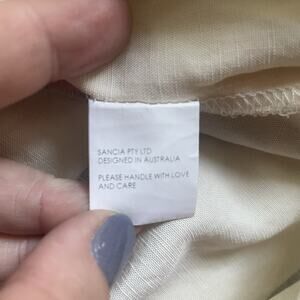 SANCIA PTY LTD
DESIGNED IN AUSTRALIA
PLEASE HANDLE WITH LOVE
AND CARE